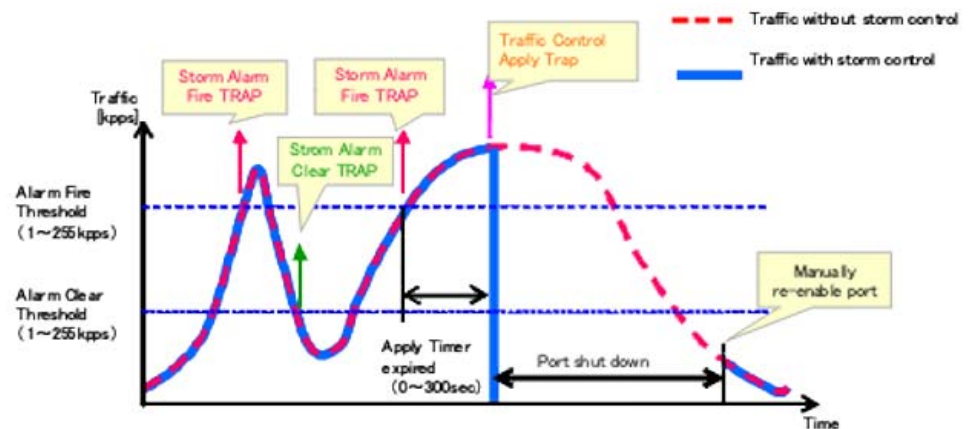 Traffic without storm control
Traffic with storm control
Traffic Control
Apply Trap
Storm Alarm
Fire TRAP
Storm Alarm
Fire TRAP
Traffic
[kpps]
Strom Alarm
Clear TRAP
Alarm Fire
Threshold
(1～255kpps)
Alarm Clear
Threshold
(1～255kpps)
Manually
re-enable port
Apply Timer
expired
(0～300sec)
Port shut down
Time